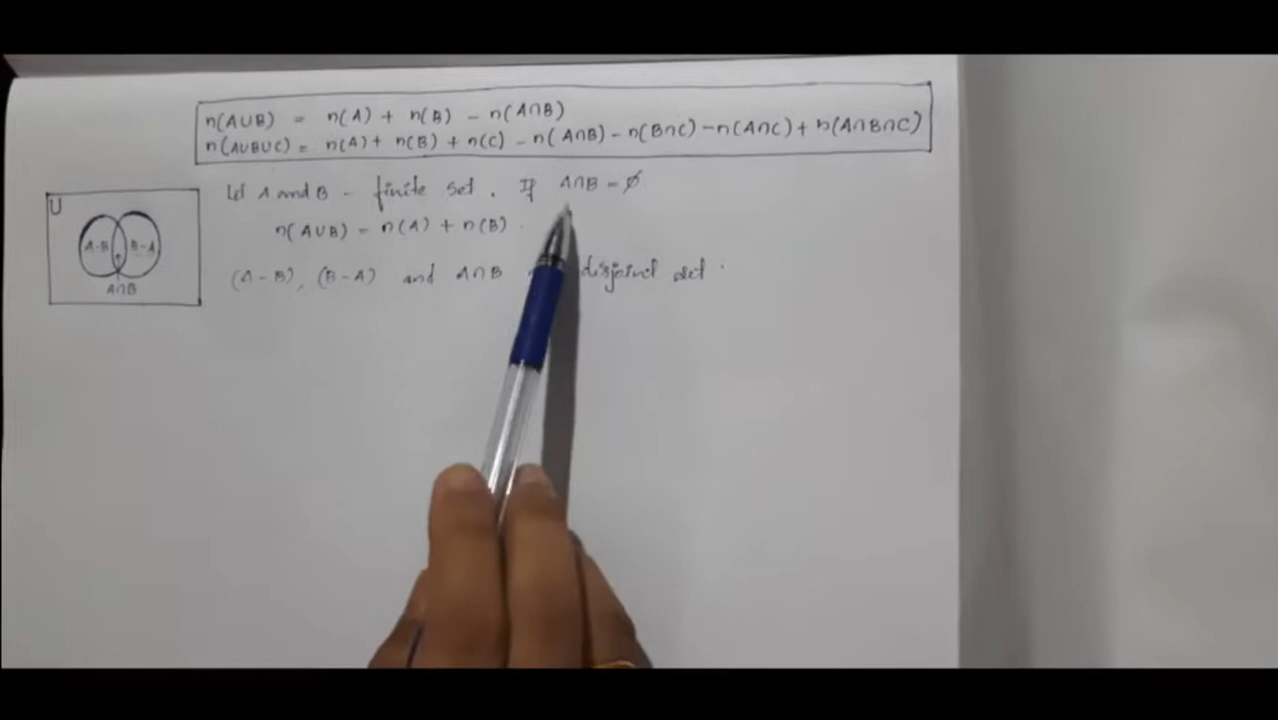 n(A∪B) = n(A) + n(B) - n(A∩B)
n(A∪B∪C) = n(A) + n(B) + n(C) - n(A∩B) - n(B∩C) - n(A∩C) + n(A∩B∩C)
Let A and B - finite set. If A∩B = ∅
n(A∪B) = n(A) + n(B).
(A-B), (B-A) and A∩B disjoint set.
U
A-B B-A
A∩B